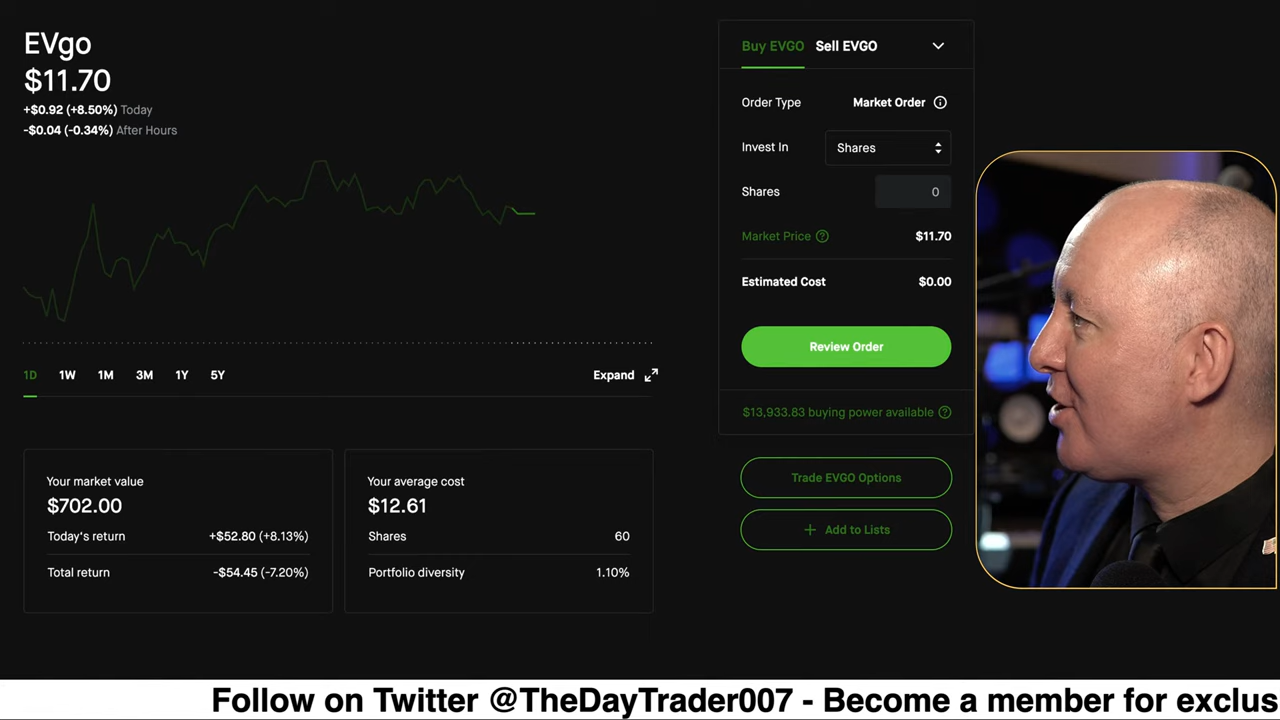 EVgo
$11.70
+$0.92 (+8.50%) Today
-$0.04 (-0.34%) After Hours
1D 1W 1M 3M 1Y 5Y Expand
Your market value
$702.00
Today's return +$52.80 (+8.13%)
Total return -$54.45 (-7.20%)
Your average cost
$12.61
Shares 60
Portfolio diversity 1.10%
Buy EVGO Sell EVGO
Order Type Market Order
Invest In Shares
Shares 0
Market Price $11.70
Estimated Cost $0.00
Review Order
$13,933.83 buying power available
Trade EVGO Options
+ Add to Lists
Follow on Twitter @TheDayTrader007 - Become a member for exclus